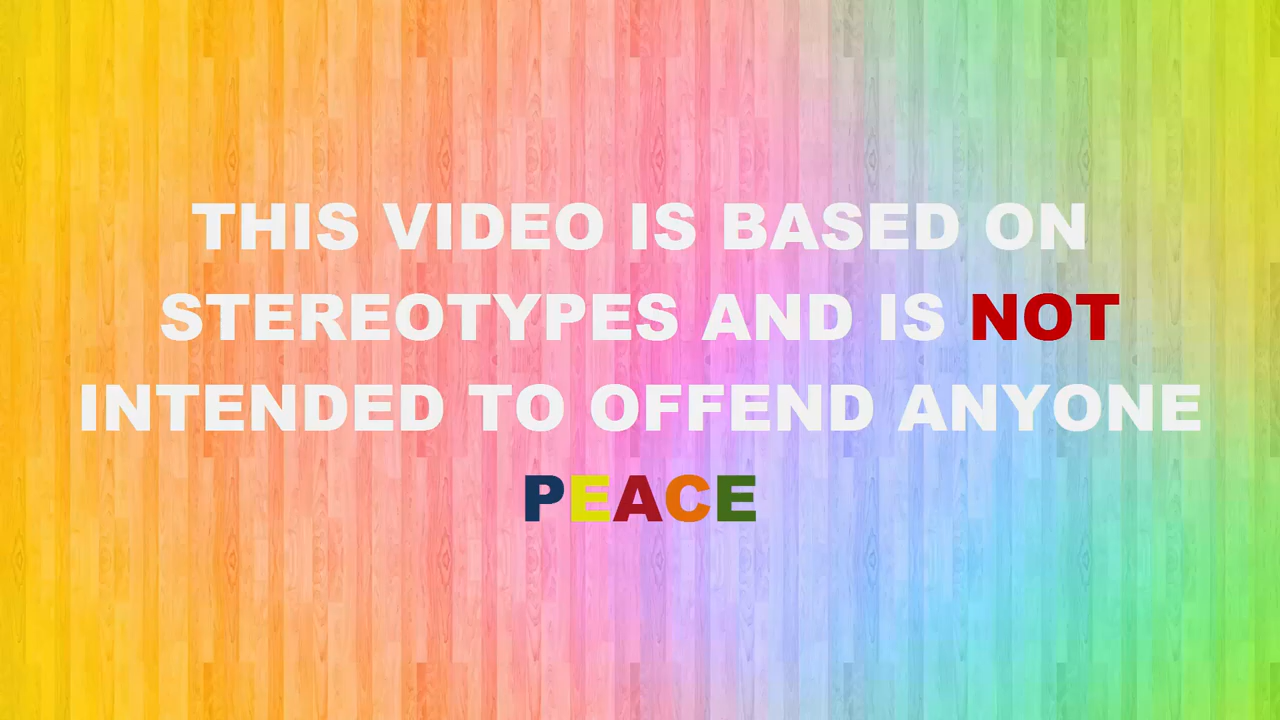 THIS VIDEO IS BASED ON
STEREOTYPES AND IS NOT
INTENDED TO OFFEND ANYONE
PEACE